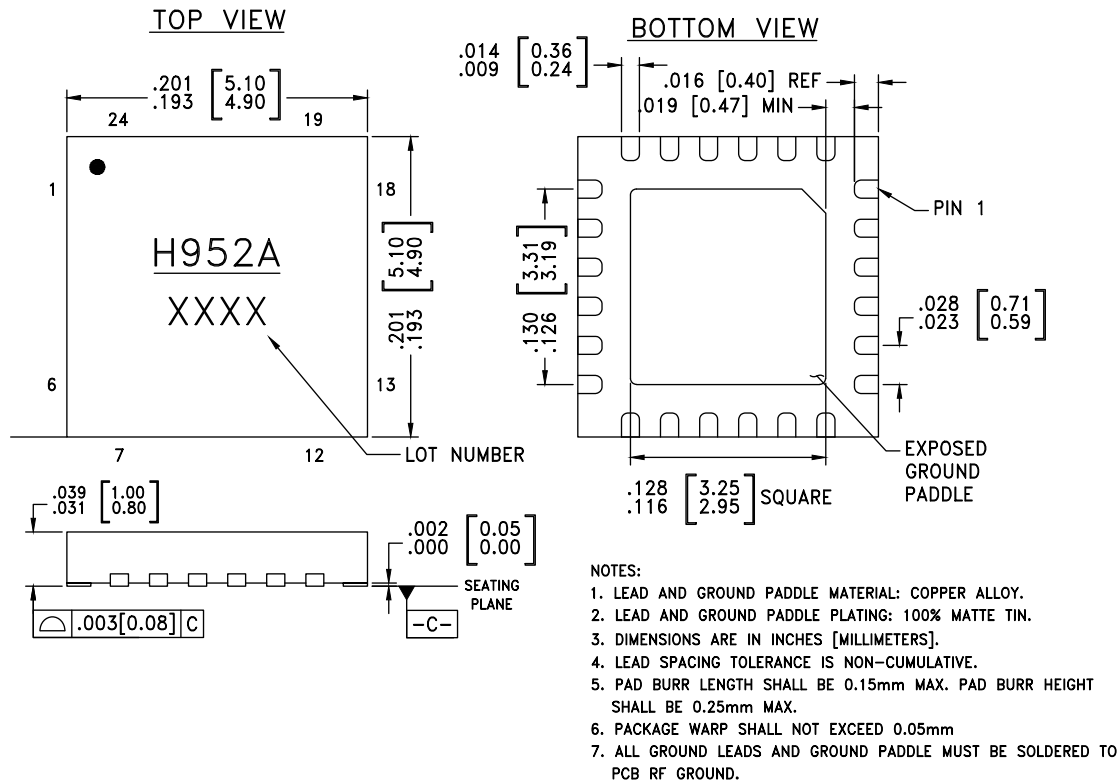 TOP VIEW
.201 [5.10]
.193 [4.90]
24
19
1
18
H952A
XXXX
5.10
4.90
.201
.193
6
13
7
12
LOT NUMBER
BOTTOM VIEW
.014 [0.36]
.009 [0.24]
.016 [0.40] REF
.019 [0.47] MIN
PIN 1
3.31
3.19
.130
.126
.028 [0.71]
.023 [0.59]
EXPOSED
GROUND
PADDLE
.128 [3.25] SQUARE
.116 [2.95]
.039 [1.00]
.031 [0.80]
.002 [0.05]
.000 [0.00]
SEATING
PLANE
.003[0.08] C
-C-
NOTES:
1. LEAD AND GROUND PADDLE MATERIAL: COPPER ALLOY.
2. LEAD AND GROUND PADDLE PLATING: 100% MATTE TIN.
3. DIMENSIONS ARE IN INCHES [MILLIMETERS].
4. LEAD SPACING TOLERANCE IS NON-CUMULATIVE.
5. PAD BURR LENGTH SHALL BE 0.15mm MAX. PAD BURR HEIGHT
SHALL BE 0.25mm MAX.
6. PACKAGE WARP SHALL NOT EXCEED 0.05mm
7. ALL GROUND LEADS AND GROUND PADDLE MUST BE SOLDERED TO
PCB RF GROUND.